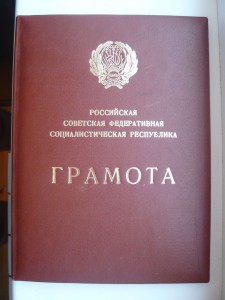 РОССИЙСКАЯ
СОВЕТСКАЯ ФЕДЕРАТИВНАЯ
СОЦИАЛИСТИЧЕСКАЯ РЕСПУБЛИКА
ГРАМОТА